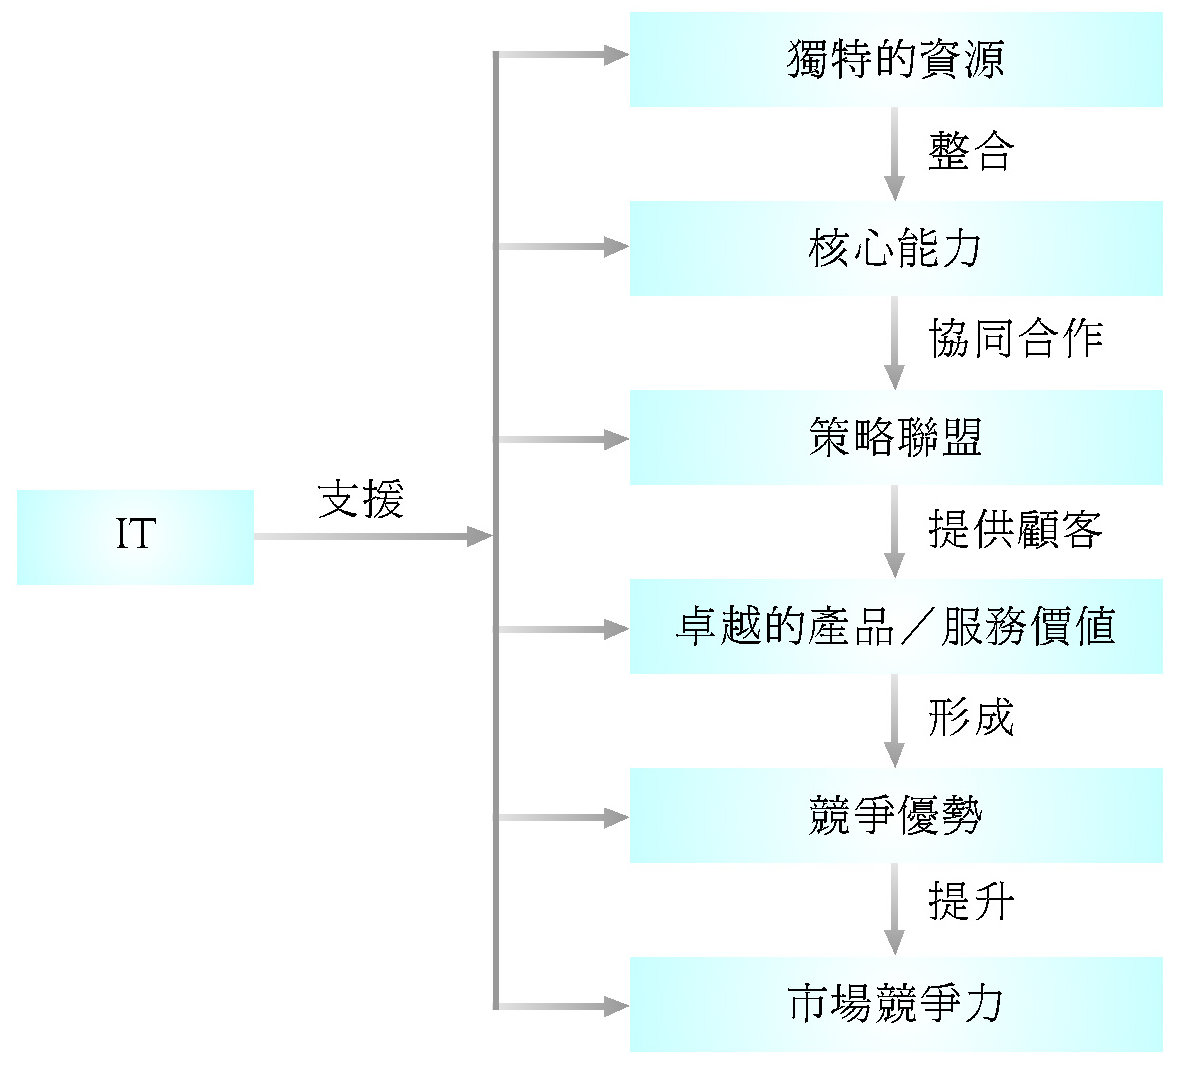 獨特的資源
整合
核心能力
協同合作
策略聯盟
支援
IT
提供顧客
卓越的產品／服務價值
形成
競爭優勢
提升
市場競爭力